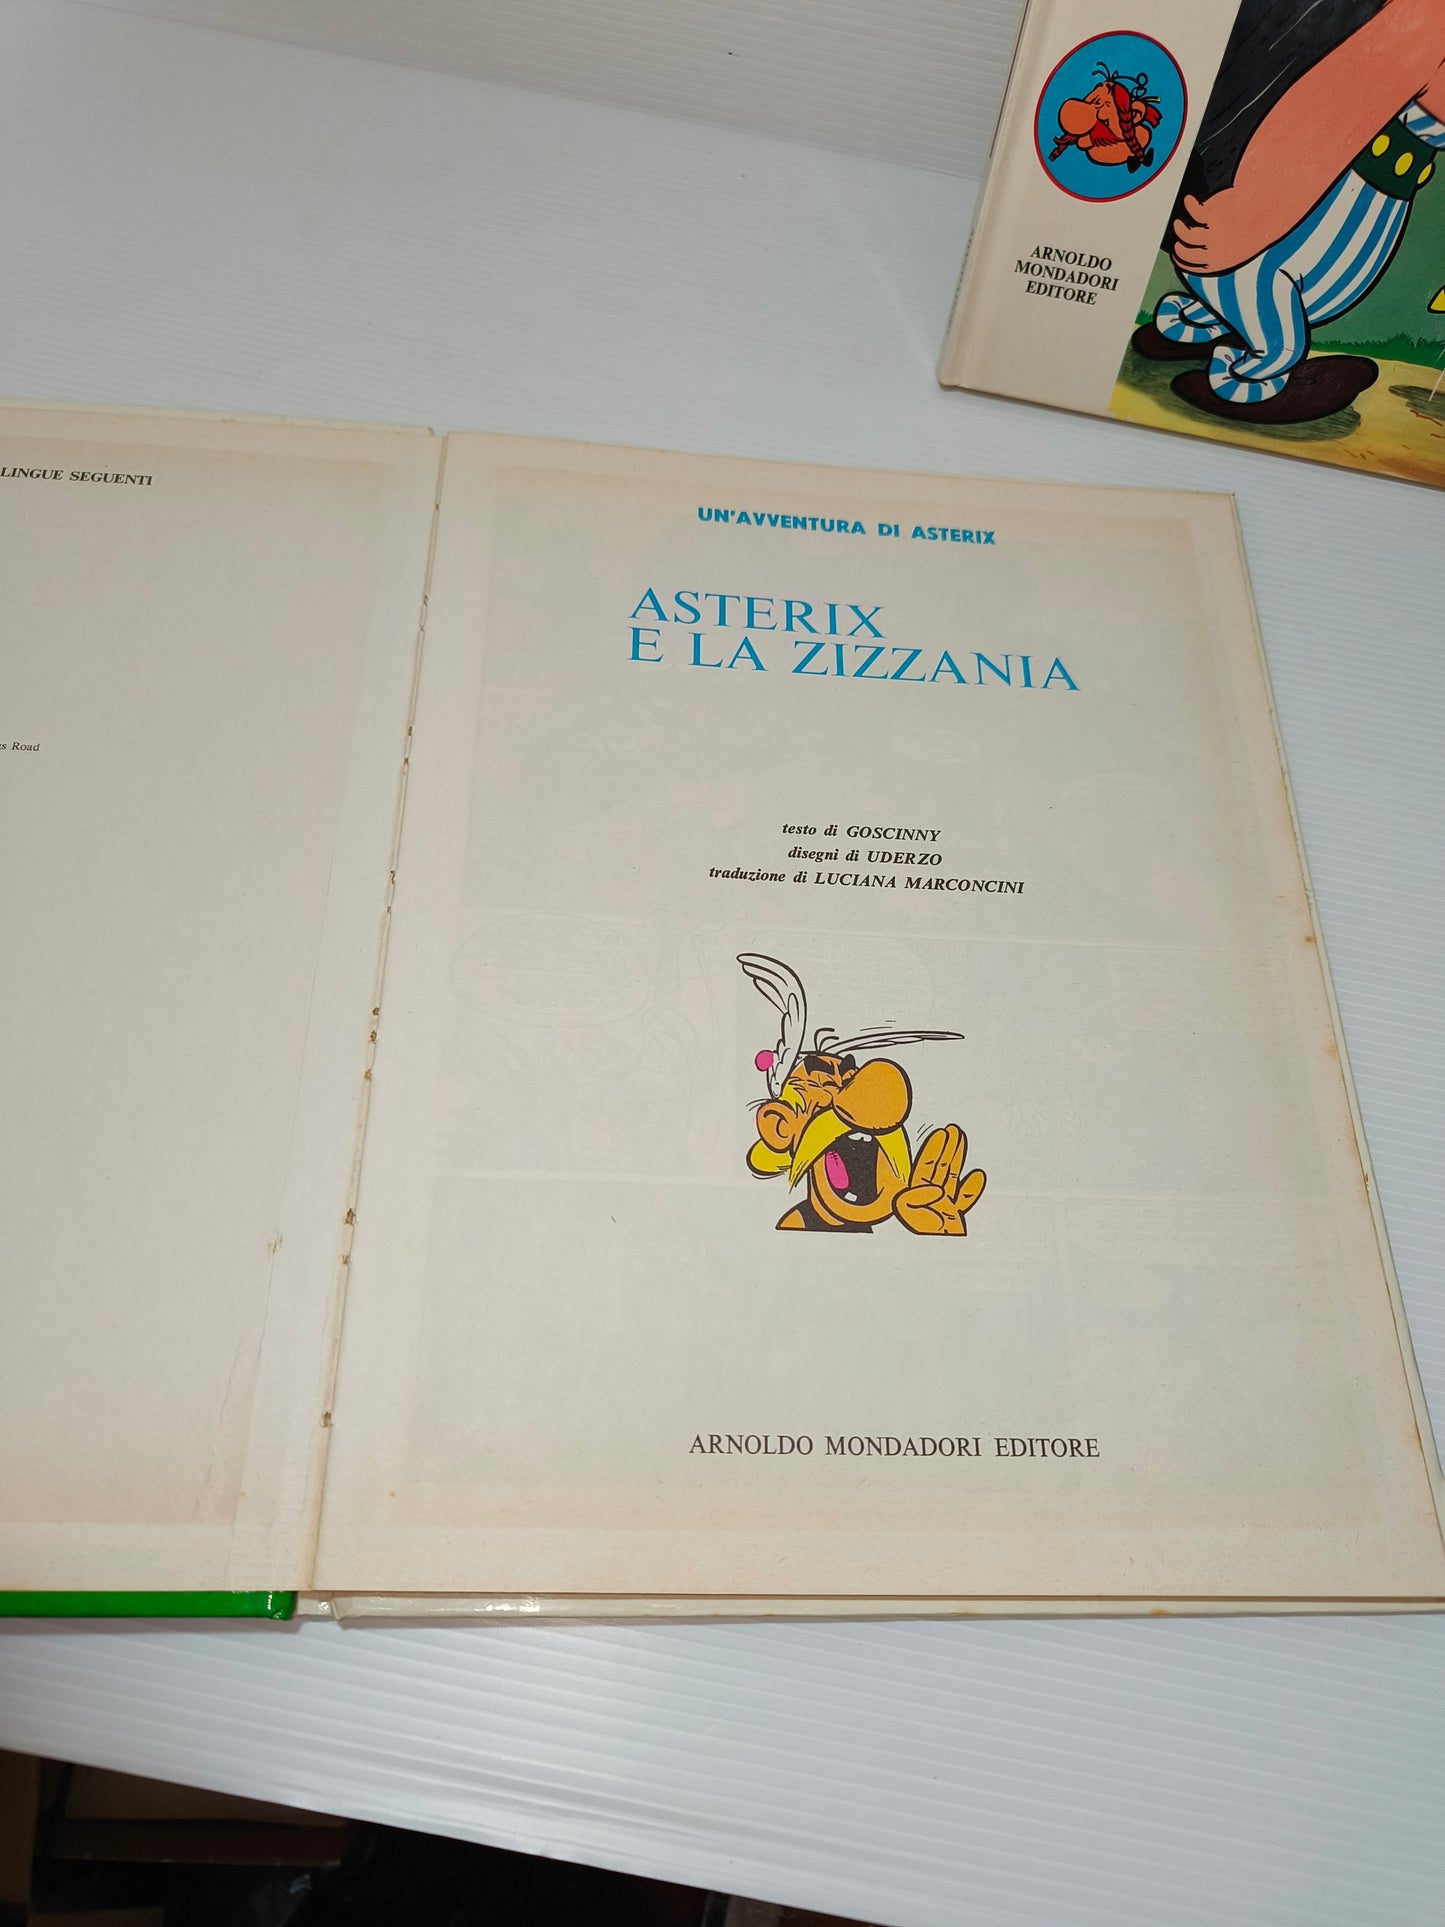 ARNOLDO
MONDADORI
EDITORE
LINGUE SEGUENTI
Road
UN'AVVENTURA DI ASTERIX
ASTERIX
E LA ZIZZANIA
testo di GOSCINNY
disegni di UDERZO
traduzione di LUCIANA MARCONCINI
ARNOLDO MONDADORI EDITORE